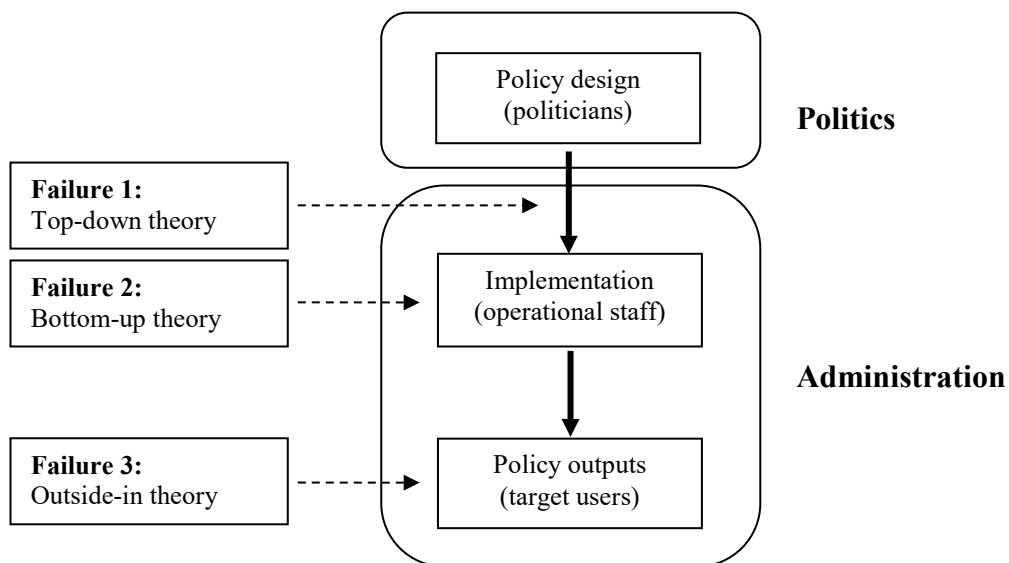 Policy design
(politicians)
Politics
Failure 1:
Top-down theory
Failure 2:
Bottom-up theory
Implementation
(operational staff)
Administration
Failure 3:
Outside-in theory
Policy outputs
(target users)